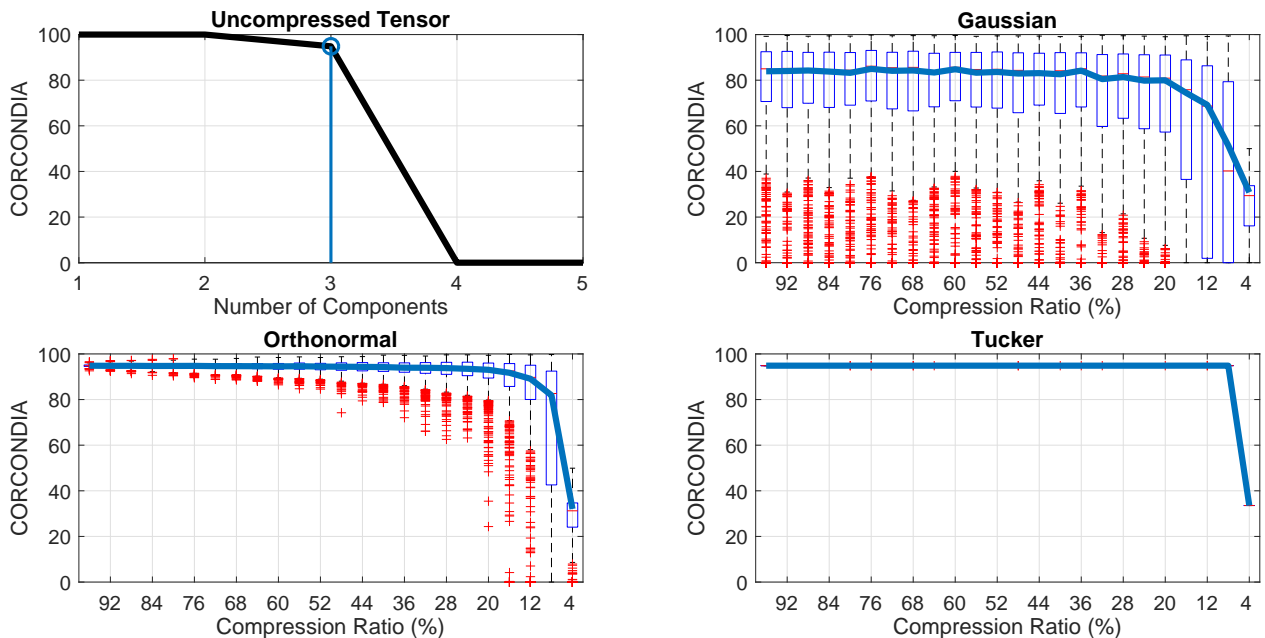 Uncompressed Tensor
CORCONDIA
100
80
60
40
20
0
1 2 3 4 5
Number of Components
Gaussian
CORCONDIA
100
80
60
40
20
0
92 84 76 68 60 52 44 36 28 20 12 4
Compression Ratio (%)
Orthonormal
CORCONDIA
100
80
60
40
20
0
92 84 76 68 60 52 44 36 28 20 12 4
Compression Ratio (%)
Tucker
CORCONDIA
100
80
60
40
20
0
92 84 76 68 60 52 44 36 28 20 12 4
Compression Ratio (%)